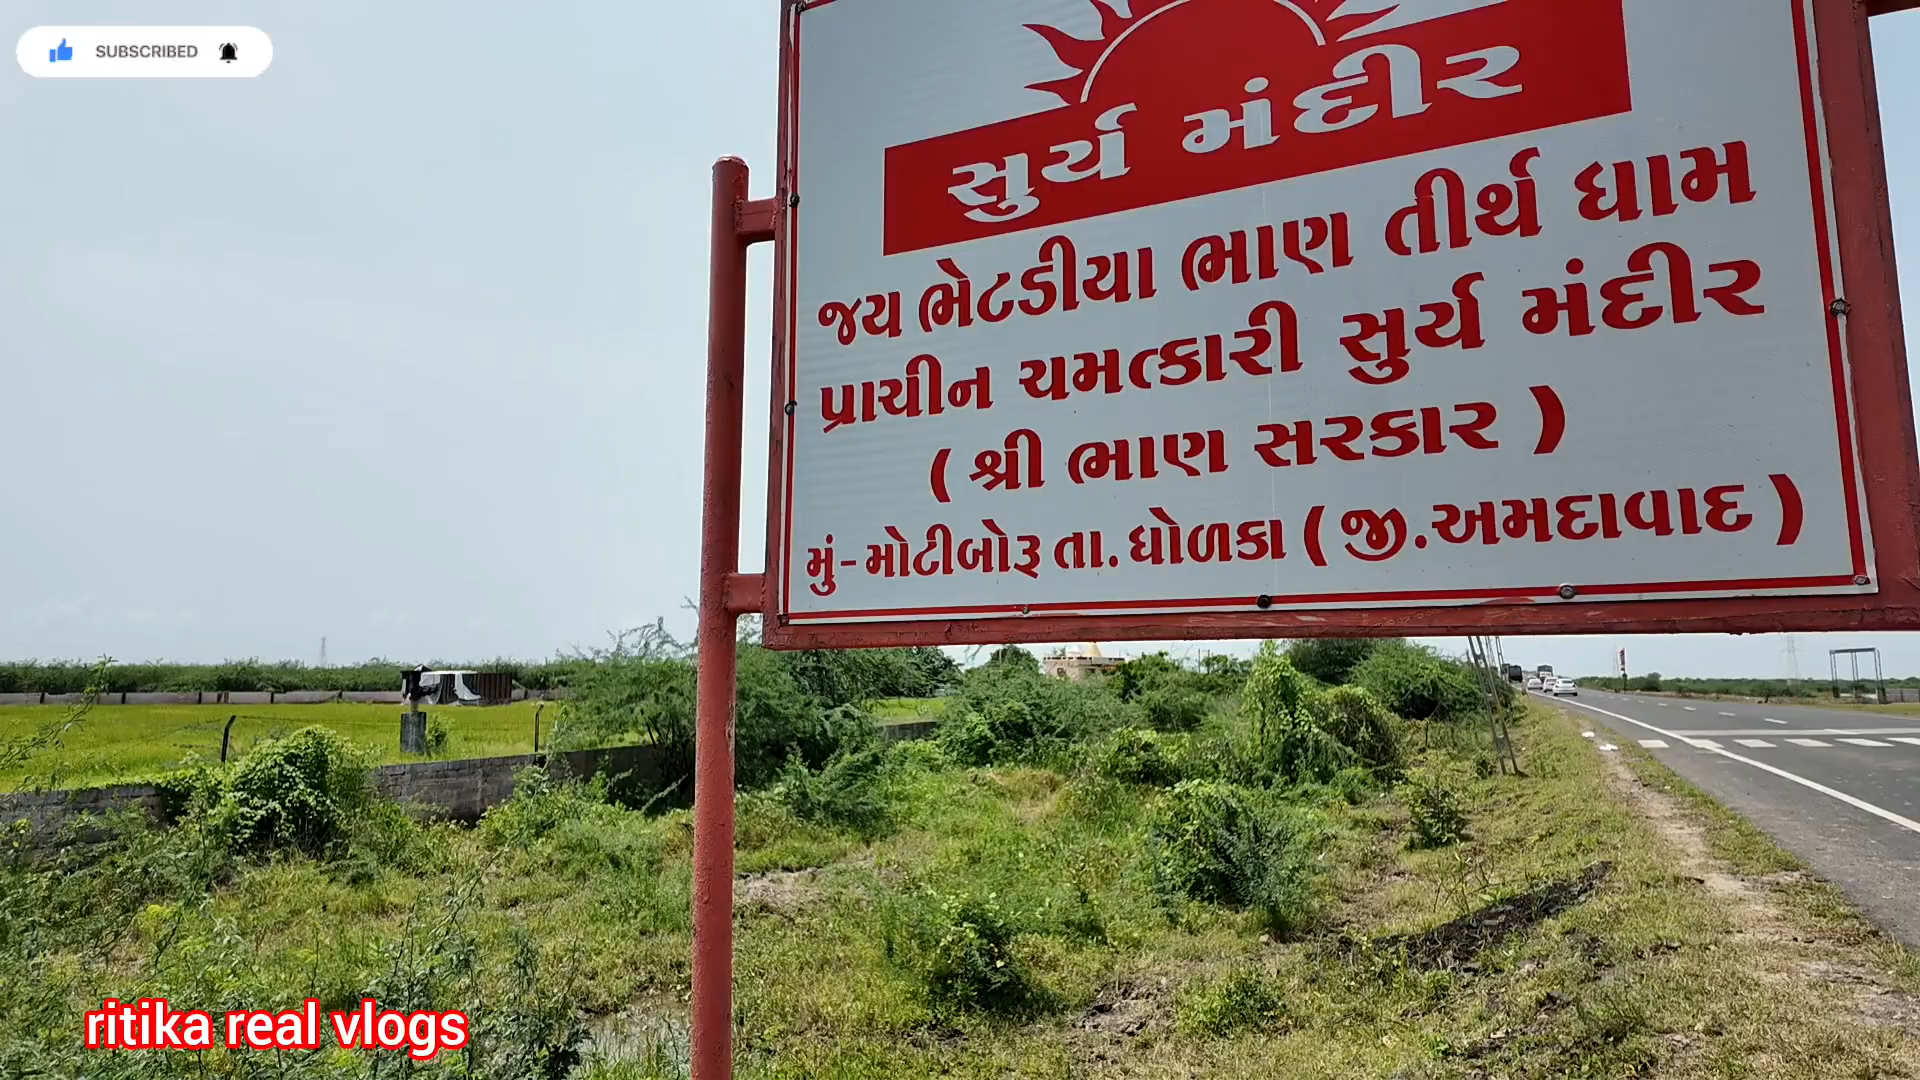 SUBSCRIBED
સુર્ય મંદીર
જય ભેટડીયા ભાણ તીર્થ ધામ
પ્રાચીન ચમત્કારી સુર્ય મંદીર
( શ્રી ભાણ સરકાર )
મું-મોટીબોરૂ તા. ધોળકા ( જી.અમદાવાદ )
ritika real vlogs